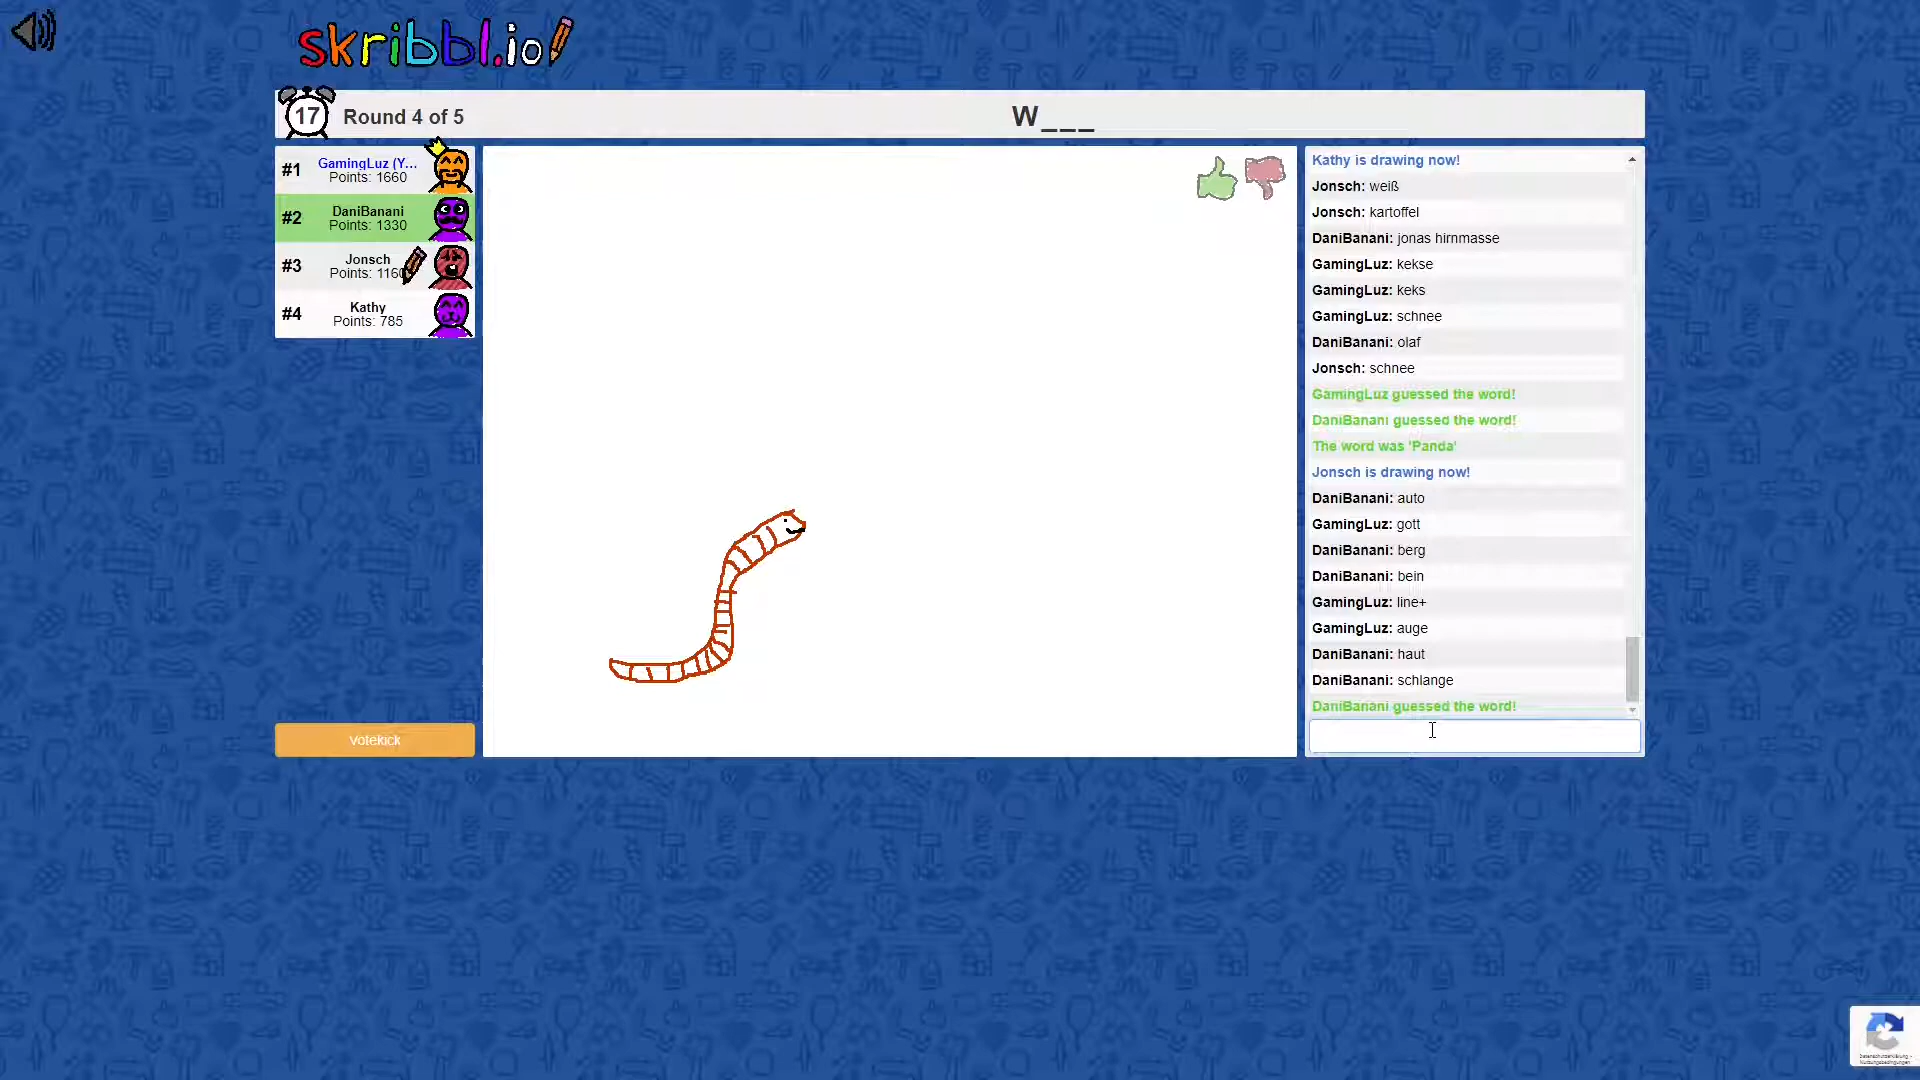 skribbl.io
17
Round 4 of 5
W___
#1
GamingLuz (Y...
Points: 1660
#2
DaniBanani
Points: 1330
#3
Jonsch
Points: 1160
#4
Kathy
Points: 785
Votekick
Kathy is drawing now!
Jonsch: weiß
Jonsch: kartoffel
DaniBanani: jonas hirnmasse
GamingLuz: kekse
GamingLuz: keks
GamingLuz: schnee
DaniBanani: olaf
Jonsch: schnee
GamingLuz guessed the word!
DaniBanani guessed the word!
The word was 'Panda'
Jonsch is drawing now!
DaniBanani: auto
GamingLuz: gott
DaniBanani: berg
DaniBanani: bein
GamingLuz: line+
GamingLuz: auge
DaniBanani: haut
DaniBanani: schlange
DaniBanani guessed the word!
Datenschutzerklärung -
Nutzungsbedingungen